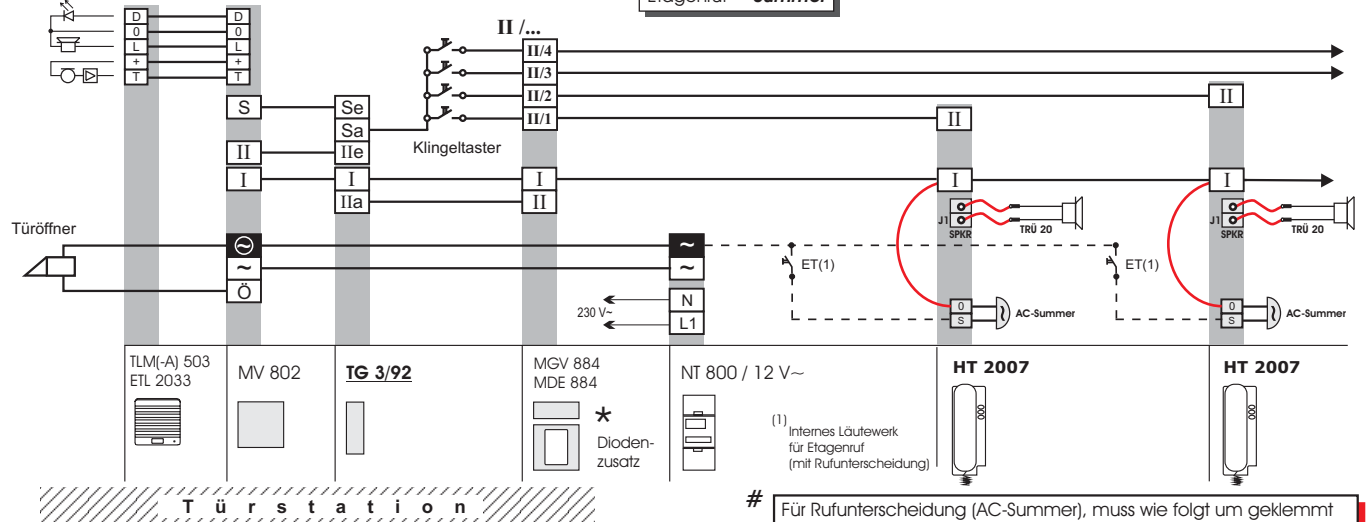 Etagenruf = Summer
II /...
D D II/4
0 0
L L II/3
+ +
T T II/2 II
S Se II/1 II
Sa
II IIe Klingeltaster
I I I I I
IIa II
J1 SPKR TRÜ 20 J1 SPKR TRÜ 20
Türöffner
~ ~
~ ~ ET(1) ET(1)
Ö
230 V~ N
L1
0 AC-Summer 0 AC-Summer
S S
TLM(-A) 503
ETL 2033
MV 802
TG 3/92
MGV 884
MDE 884
*
Dioden-
zusatz
NT 800 / 12 V~
(1)
Internes Läutewerk
für Etagenruf
(mit Rufunterscheidung)
HT 2007
HT 2007
Türstation
# Für Rufunterscheidung (AC-Summer), muss wie folgt um geklemmt